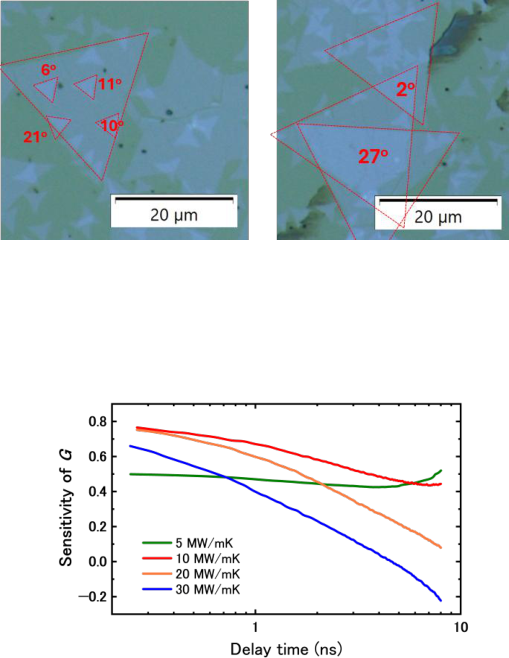 6°
11°
21°
10°
20 μm
2°
27°
20 μm
0.8
0.6
0.4
0.2
0.0
−0.2
Sensitivity of G
5 MW/mK
10 MW/mK
20 MW/mK
30 MW/mK
1
10
Delay time (ns)